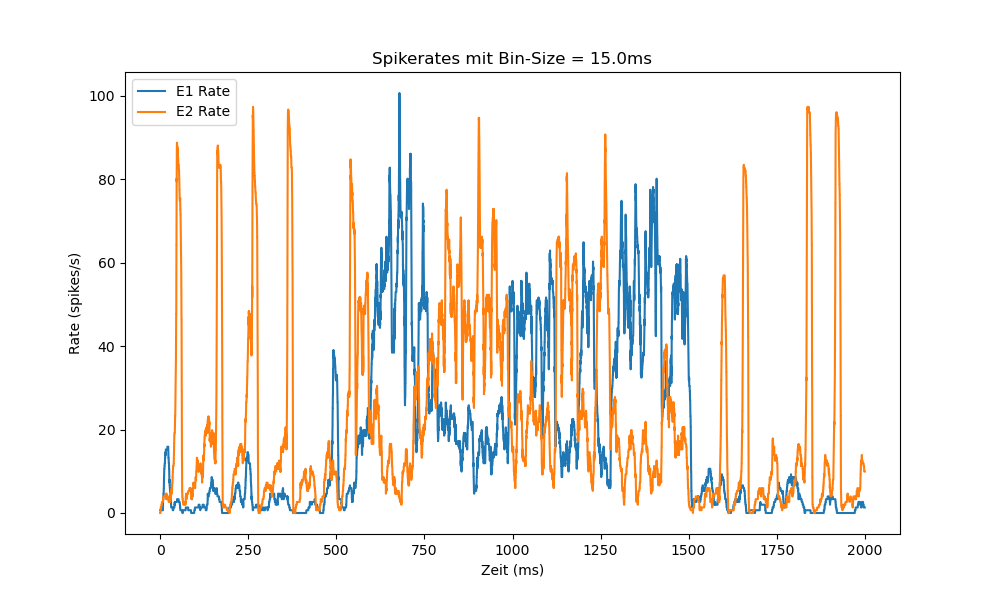 Spikerates mit Bin-Size = 15.0ms
E1 Rate
E2 Rate
Rate (spikes/s)
100
80
60
40
20
0
0 250 500 750 1000 1250 1500 1750 2000
Zeit (ms)